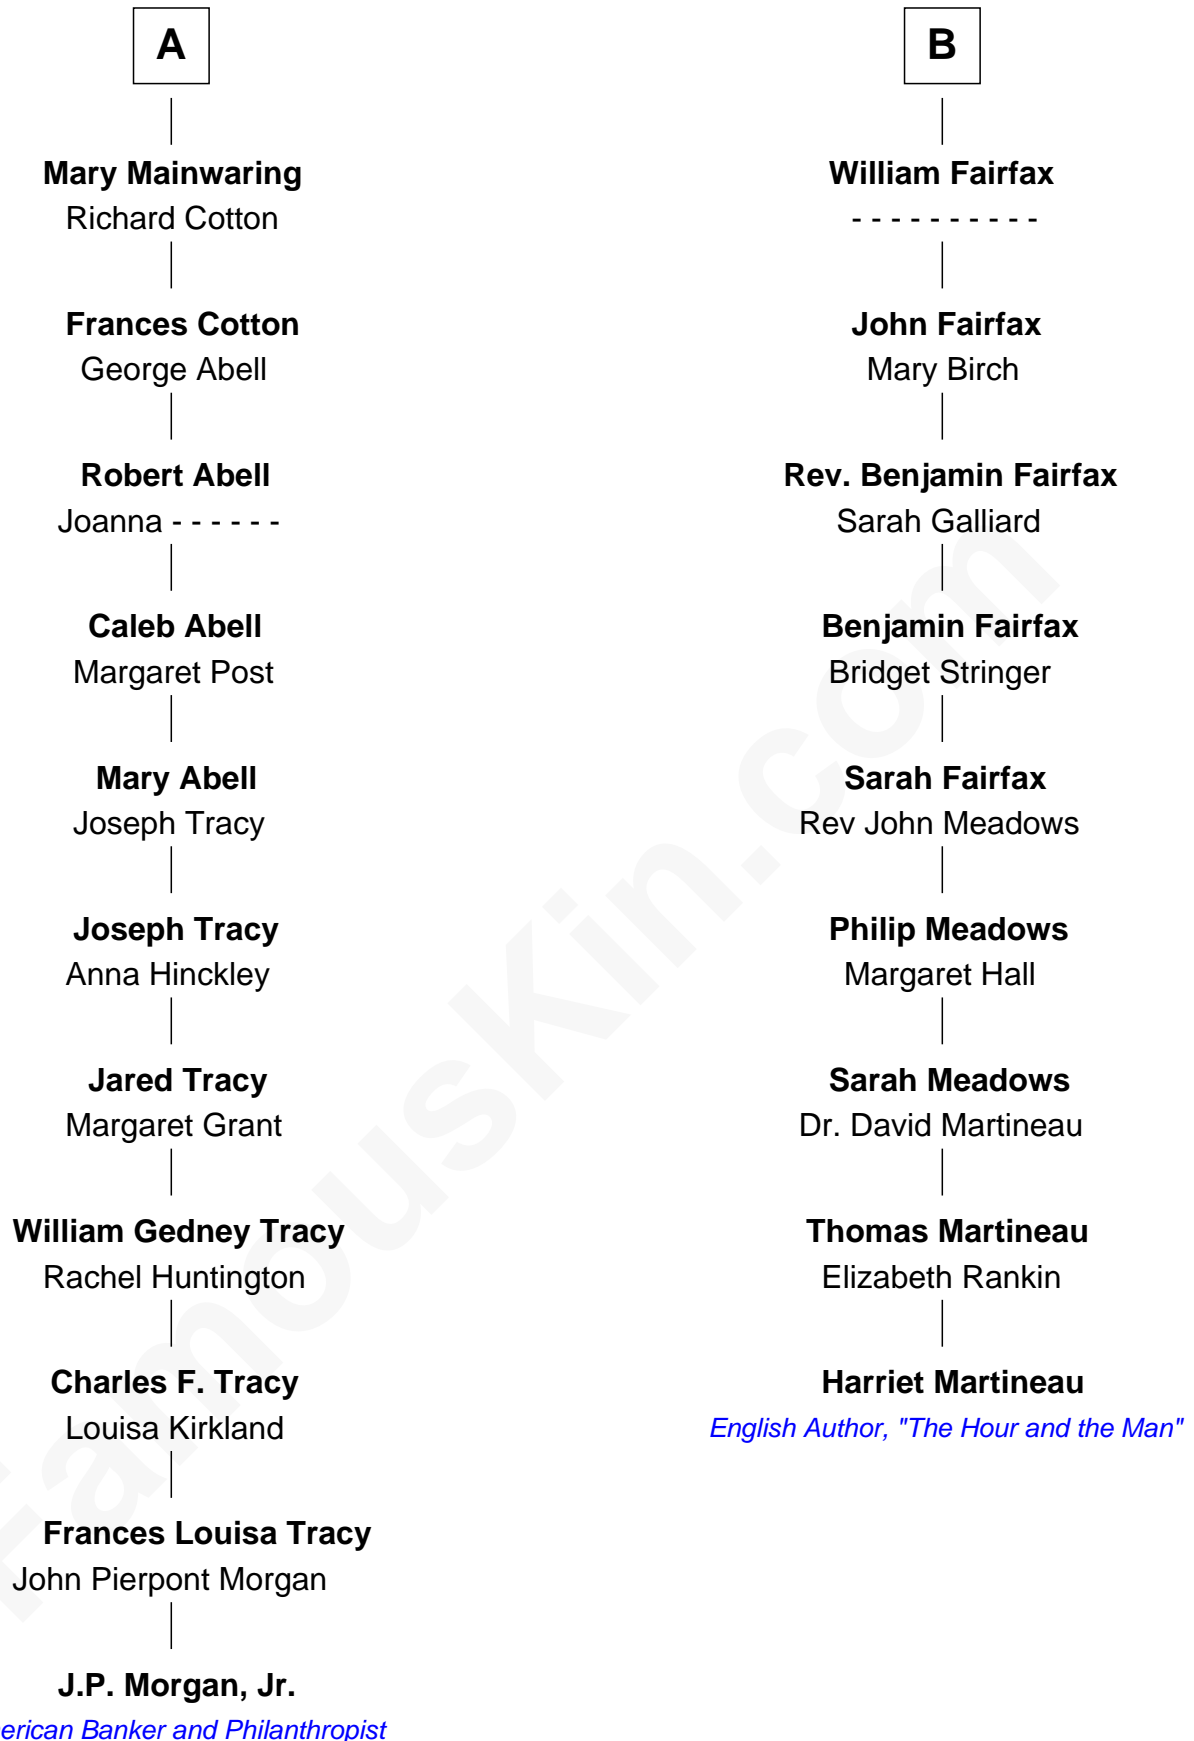 A
Mary Mainwaring
Richard Cotton
Frances Cotton
George Abell
Robert Abell
Joanna - - - - - -
Caleb Abell
Margaret Post
Mary Abell
Joseph Tracy
Joseph Tracy
Anna Hinckley
Jared Tracy
Margaret Grant
William Gedney Tracy
Rachel Huntington
Charles F. Tracy
Louisa Kirkland
Frances Louisa Tracy
John Pierpont Morgan
J.P. Morgan, Jr.
erican Banker and Philanthropist
B
William Fairfax
- - - - - - - - - -
John Fairfax
Mary Birch
Rev. Benjamin Fairfax
Sarah Galliard
Benjamin Fairfax
Bridget Stringer
Sarah Fairfax
Rev John Meadows
Philip Meadows
Margaret Hall
Sarah Meadows
Dr. David Martineau
Thomas Martineau
Elizabeth Rankin
Harriet Martineau
English Author, "The Hour and the Man"
FamousKin.com